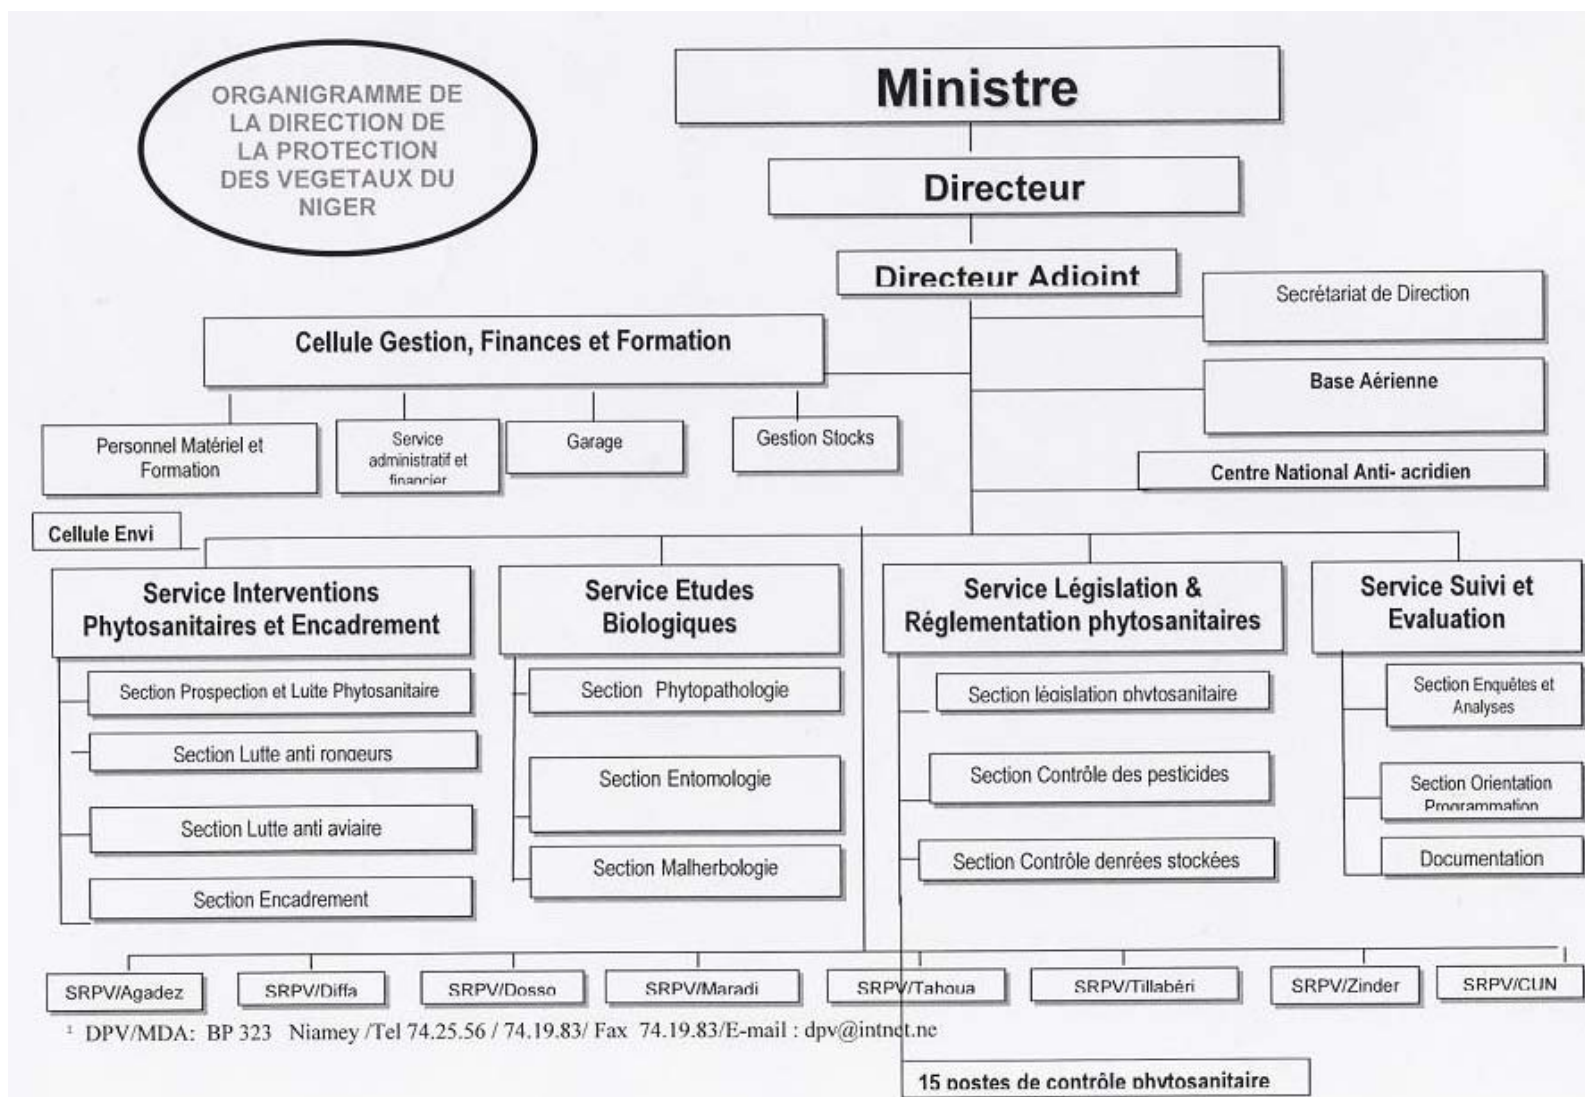 ORGANIGRAMME DE
LA DIRECTION DE
LA PROTECTION
DES VEGETAUX DU
NIGER
Ministre
Directeur
Directeur Adjoint
Secrétariat de Direction
Cellule Gestion, Finances et Formation
Base Aérienne
Personnel Matériel et
Formation
Service
administratif et
financier
Garage
Gestion Stocks
Centre National Anti- acridien
Cellule Envi
Service Interventions
Phytosanitaires et Encadrement
Service Etudes
Biologiques
Service Législation &
Réglementation phytosanitaires
Service Suivi et
Evaluation
Section Prospection et Lutte Phytosanitaire
Section Lutte anti rongeurs
Section Lutte anti aviaire
Section Encadrement
Section Phytopathologie
Section Entomologie
Section Malherbologie
Section législation phytosanitaire
Section Contrôle des pesticides
Section Contrôle denrées stockées
Section Enquêtes et
Analyses
Section Orientation
Programmation
Documentation
SRPV/Agadez
SRPV/Diffa
SRPV/Dosso
SRPV/Maradi
SRPV/Tahoua
SRPV/Tillabéri
SRPV/Zinder
SRPV/CUN
¹ DPV/MDA: BP 323 Niamey /Tel 74.25.56 / 74.19.83/ Fax 74.19.83/E-mail : dpv@intnet.ne
15 postes de contrôle phytosanitaire